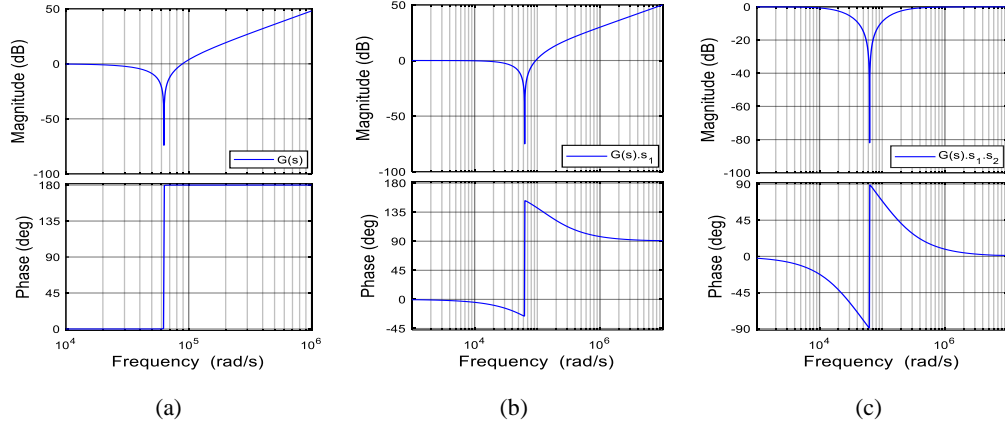 50
0
-50
-100
Magnitude (dB)
G(s)
180
135
90
45
0
Phase (deg)
10^4
10^5
10^6
Frequency (rad/s)
(a)
50
0
-50
-100
Magnitude (dB)
G(s).s_1
180
135
90
45
0
-45
Phase (deg)
10^4
10^6
Frequency (rad/s)
(b)
0
-20
-40
-60
-80
-100
Magnitude (dB)
G(s).s_1.s_2
90
45
0
-45
-90
Phase (deg)
10^4
10^6
Frequency (rad/s)
(c)